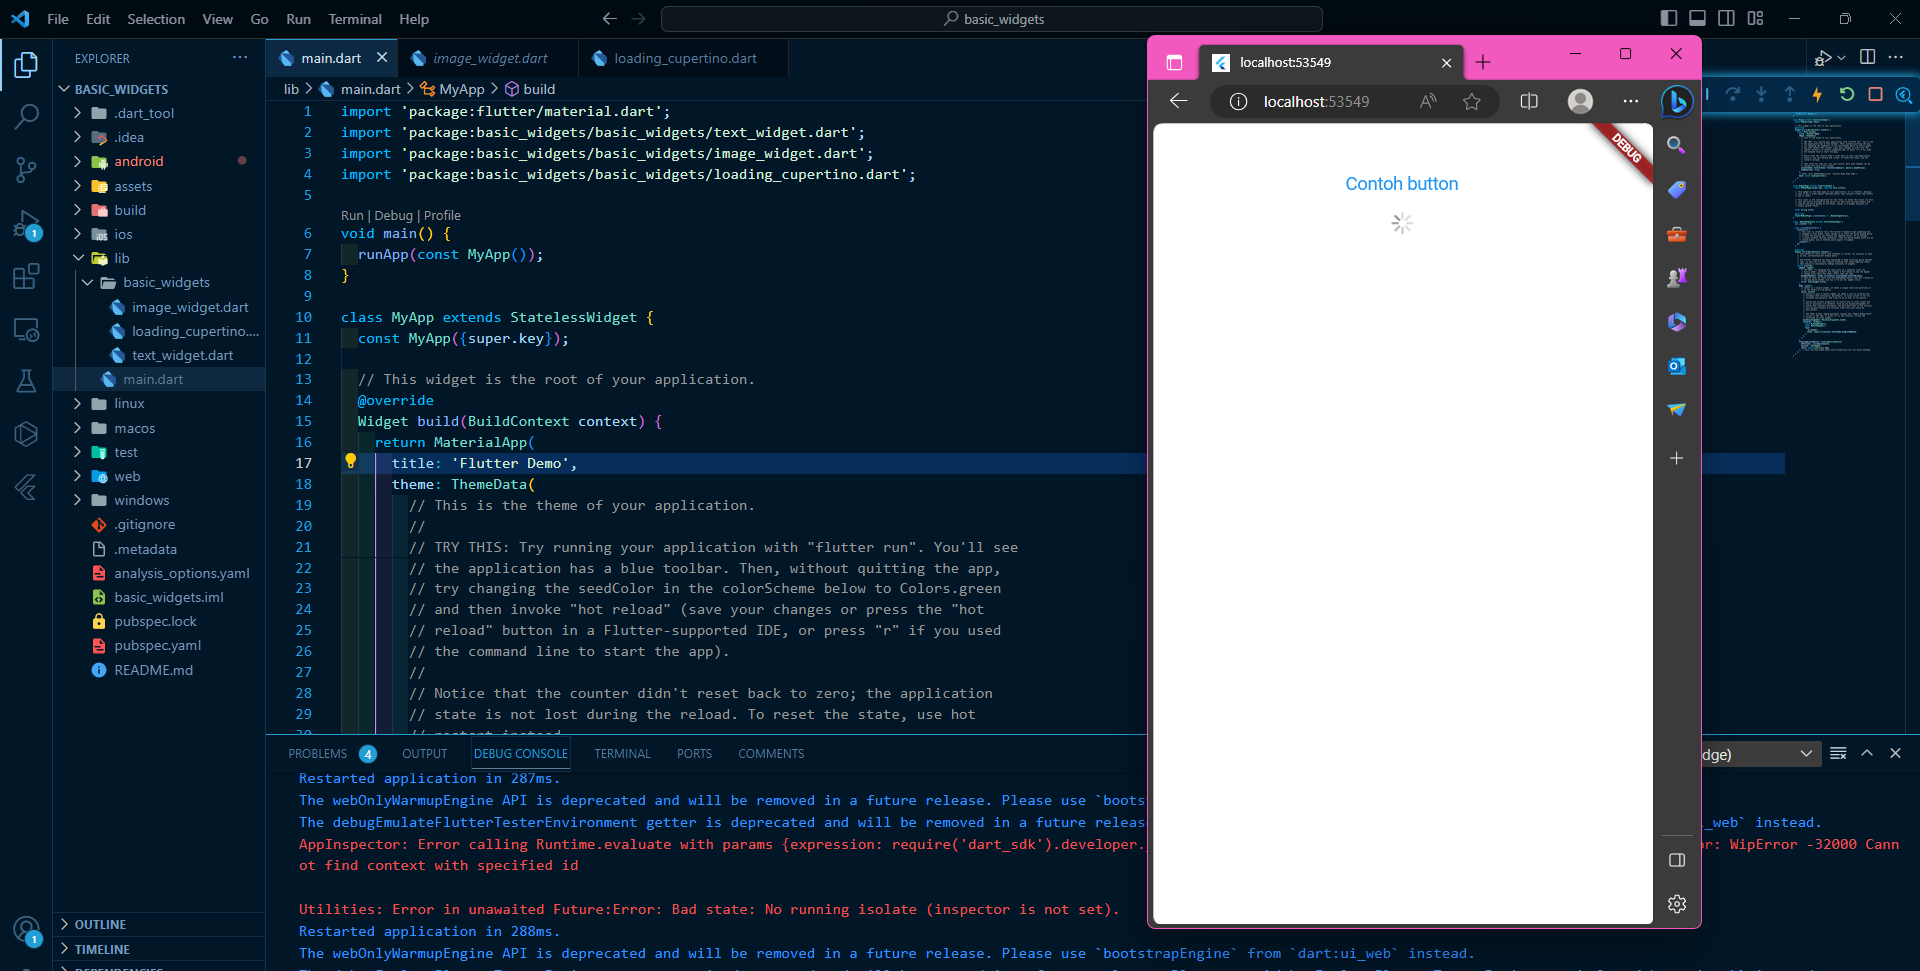 File Edit Selection View Go Run Terminal Help
basic_widgets
EXPLORER
BASIC_WIDGETS
.dart_tool
.idea
android
assets
build
ios
lib
basic_widgets
image_widget.dart
loading_cupertino....
text_widget.dart
main.dart
linux
macos
test
web
windows
.gitignore
.metadata
analysis_options.yaml
basic_widgets.iml
pubspec.lock
pubspec.yaml
README.md
OUTLINE
TIMELINE
DEPENDENCIES
1
1
main.dart image_widget.dart loading_cupertino.dart
lib > main.dart > MyApp > build
1 import 'package:flutter/material.dart';
2 import 'package:basic_widgets/basic_widgets/text_widget.dart';
3 import 'package:basic_widgets/basic_widgets/image_widget.dart';
4 import 'package:basic_widgets/basic_widgets/loading_cupertino.dart';
5
Run | Debug | Profile
6 void main() {
7 runApp(const MyApp());
8 }
9
10 class MyApp extends StatelessWidget {
11 const MyApp({super.key});
12
13 // This widget is the root of your application.
14 @override
15 Widget build(BuildContext context) {
16 return MaterialApp(
17 title: 'Flutter Demo',
18 theme: ThemeData(
19 // This is the theme of your application.
20 //
21 // TRY THIS: Try running your application with "flutter run". You'll see
22 // the application has a blue toolbar. Then, without quitting the app,
23 // try changing the seedColor in the colorScheme below to Colors.green
24 // and then invoke "hot reload" (save your changes or press the "hot
25 // reload" button in a Flutter-supported IDE, or press "r" if you used
26 // the command line to start the app).
27 //
28 // Notice that the counter didn't reset back to zero; the application
29 // state is not lost during the reload. To reset the state, use hot
30 // restart instead.
PROBLEMS 4 OUTPUT DEBUG CONSOLE TERMINAL PORTS COMMENTS
dge)
Restarted application in 287ms.
The webOnlyWarmupEngine API is deprecated and will be removed in a future release. Please use `boots
The debugEmulateFlutterTesterEnvironment getter is deprecated and will be removed in a future releas _web` instead.
AppInspector: Error calling Runtime.evaluate with params {expression: require('dart_sdk').developer. or: WipError -32000 Cann
ot find context with specified id
Utilities: Error in unawaited Future:Error: Bad state: No running isolate (inspector is not set).
Restarted application in 288ms.
The webOnlyWarmupEngine API is deprecated and will be removed in a future release. Please use `bootstrapEngine` from `dart:ui_web` instead.
localhost:53549
localhost:53549
DEBUG
Contoh button